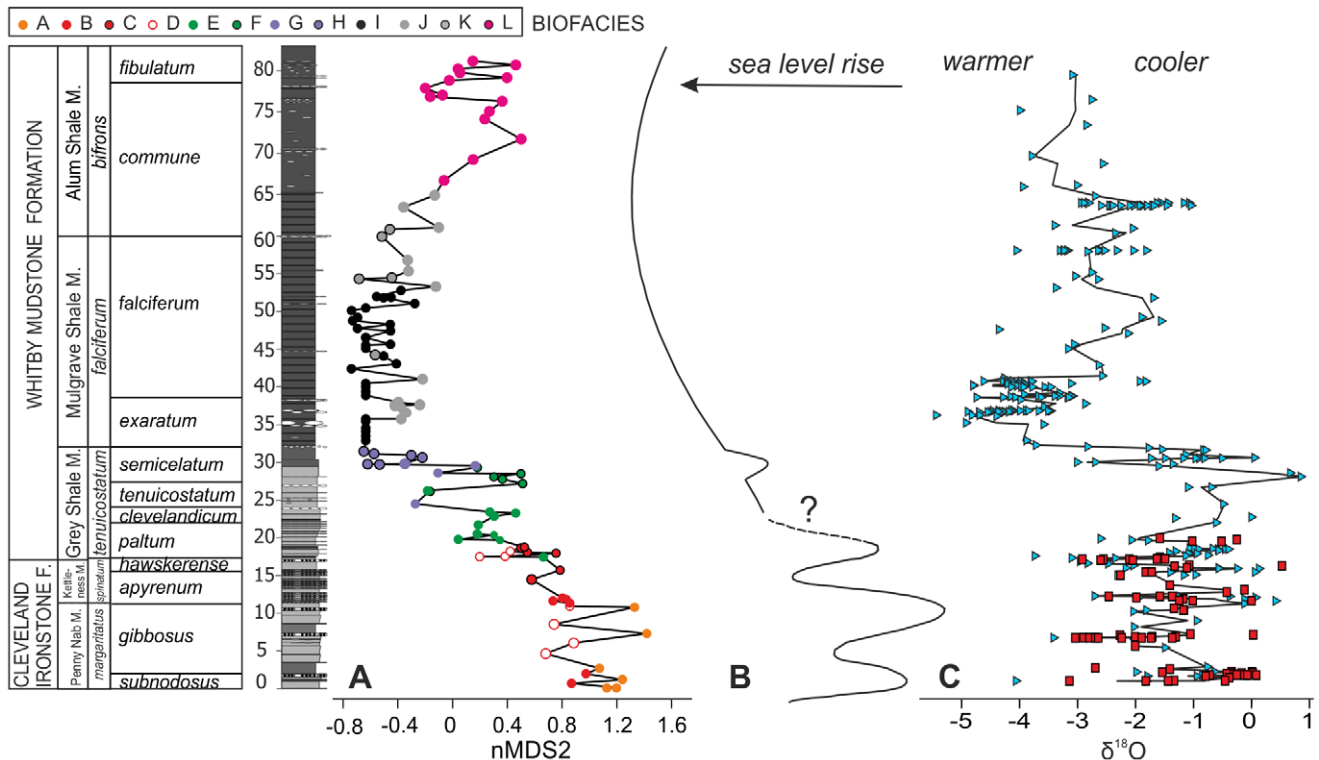 A B C D E F G H I J K L BIOFACIES
WHITBY MUDSTONE FORMATION
CLEVELAND
IRONSTONE F.
Alum Shale M.
Mulgrave Shale M.
Grey Shale M.
Kettle-
ness M.
Penny Nab M.
bifrons
falciferum
tenuicostatum
spinatum
margaritatus
fibulatum
commune
falciferum
exaratum
semicelatum
tenuicostatum
clevelandicum
paltum
hawskerense
apyrenum
gibbosus
subnodosus
80
75
70
65
60
55
50
45
40
35
30
25
20
15
10
5
0
A
-0.8 -0.4 0 0.4 0.8 1.2 1.6
nMDS2
sea level rise
?
B
warmer cooler
C
-5 -4 -3 -2 -1 0 1
δ¹⁸O